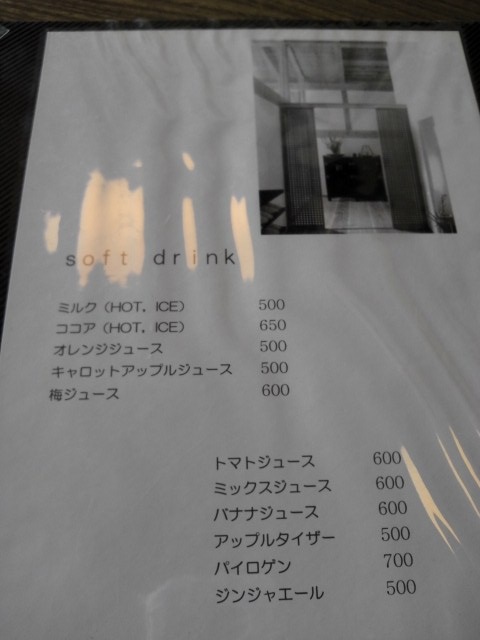 soft drink
ミルク（HOT, ICE） 500
ココア（HOT, ICE） 650
オレンジジュース 500
キャロットアップルジュース 500
梅ジュース 600
トマトジュース 600
ミックスジュース 600
バナナジュース 600
アップルタイザー 500
パイロゲン 700
ジンジャエール 500